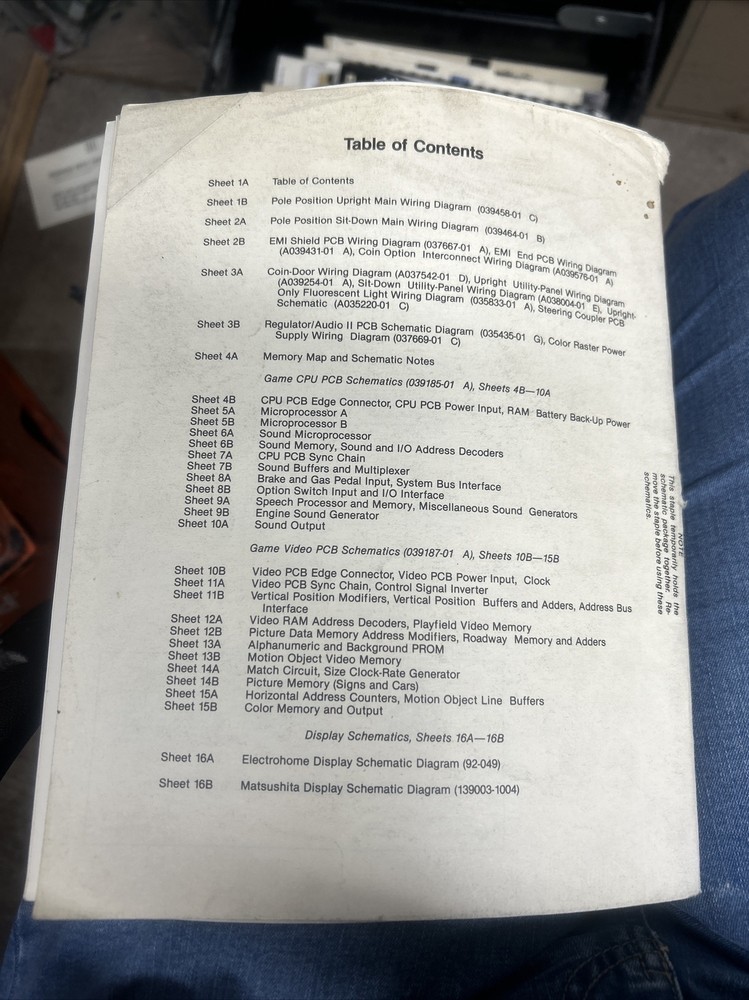 Table of Contents
Sheet 1A Table of Contents
Sheet 1B Pole Position Upright Main Wiring Diagram (039458-01 C)
Sheet 2A Pole Position Sit-Down Main Wiring Diagram (039464-01 B)
Sheet 2B EMI Shield PCB Wiring Diagram (037667-01 A), EMI End PCB Wiring Diagram
(A039431-01 A), Coin Option Interconnect Wiring Diagram (A039576-01 A)
Sheet 3A Coin-Door Wiring Diagram (A037542-01 D), Upright Utility-Panel Wiring Diagram
(A039254-01 A), Sit-Down Utility-Panel Wiring Diagram (A038004-01 E), Upright-
Only Fluorescent Light Wiring Diagram (035833-01 A), Steering Coupler PCB
Schematic (A035220-01 C)
Sheet 3B Regulator/Audio II PCB Schematic Diagram (035435-01 G), Color Raster Power
Supply Wiring Diagram (037669-01 C)
Sheet 4A Memory Map and Schematic Notes
Game CPU PCB Schematics (039185-01 A), Sheets 4B—10A
Sheet 4B CPU PCB Edge Connector, CPU PCB Power Input, RAM Battery Back-Up Power
Sheet 5A Microprocessor A
Sheet 5B Microprocessor B
Sheet 6A Sound Microprocessor
Sheet 6B Sound Memory, Sound and I/O Address Decoders
Sheet 7A CPU PCB Sync Chain
Sheet 7B Sound Buffers and Multiplexer
Sheet 8A Brake and Gas Pedal Input, System Bus Interface
Sheet 8B Option Switch Input and I/O Interface
Sheet 9A Speech Processor and Memory, Miscellaneous Sound Generators
Sheet 9B Engine Sound Generator
Sheet 10A Sound Output
Game Video PCB Schematics (039187-01 A), Sheets 10B—15B
Sheet 10B Video PCB Edge Connector, Video PCB Power Input, Clock
Sheet 11A Video PCB Sync Chain, Control Signal Inverter
Sheet 11B Vertical Position Modifiers, Vertical Position Buffers and Adders, Address Bus
Interface
Sheet 12A Video RAM Address Decoders, Playfield Video Memory
Sheet 12B Picture Data Memory Address Modifiers, Roadway Memory and Adders
Sheet 13A Alphanumeric and Background PROM
Sheet 13B Motion Object Video Memory
Sheet 14A Match Circuit, Size Clock-Rate Generator
Sheet 14B Picture Memory (Signs and Cars)
Sheet 15A Horizontal Address Counters, Motion Object Line Buffers
Sheet 15B Color Memory and Output
Display Schematics, Sheets 16A—16B
Sheet 16A Electrohome Display Schematic Diagram (92-049)
Sheet 16B Matsushita Display Schematic Diagram (139003-1004)
NOTE
This staple temporarily holds the
schematic package together. Re-
move the staple before using these
schematics.